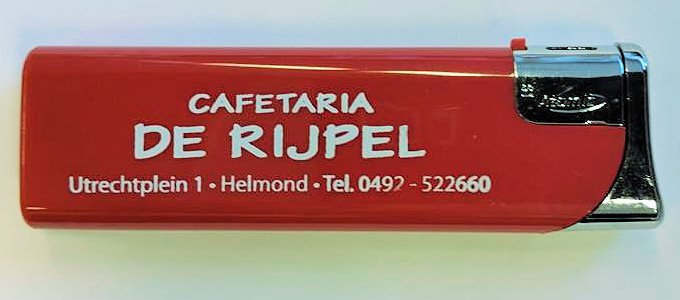 CAFETARIA
DE RIJPEL
Utrechtplein 1 • Helmond • Tel. 0492 - 522660